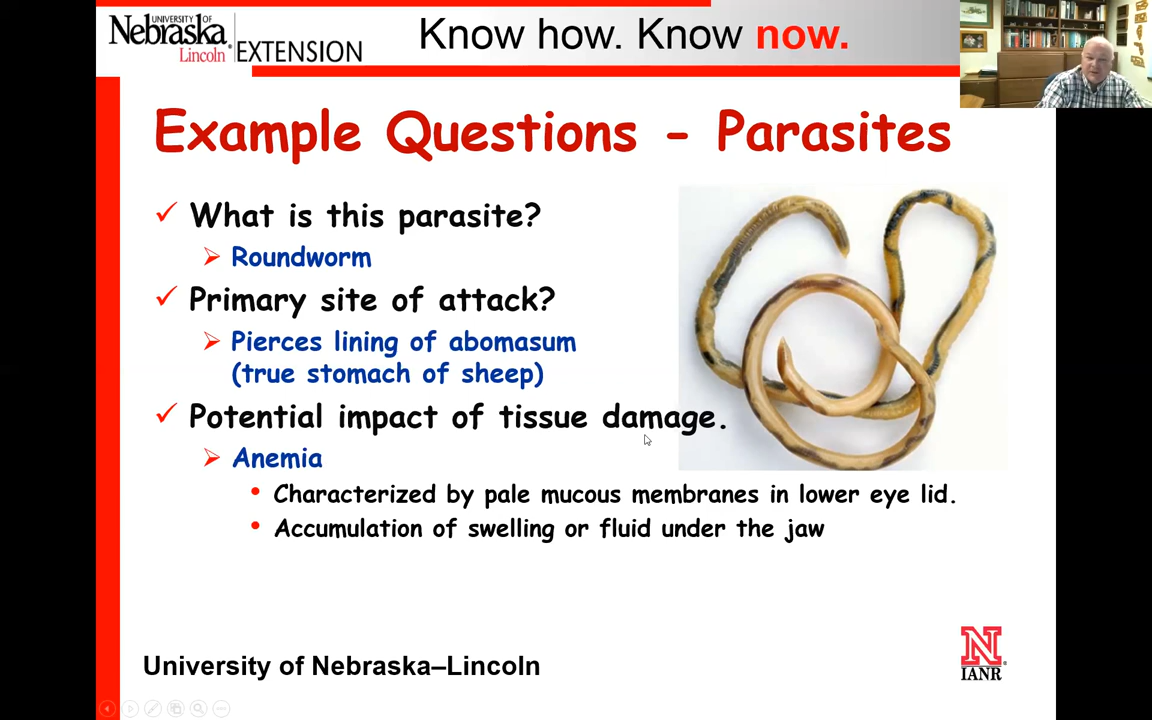 UNIVERSITY OF
Nebraska
Lincoln
EXTENSION
Know how. Know now.
Example Questions - Parasites
What is this parasite?
Roundworm
Primary site of attack?
Pierces lining of abomasum
(true stomach of sheep)
Potential impact of tissue damage.
Anemia
Characterized by pale mucous membranes in lower eye lid.
Accumulation of swelling or fluid under the jaw
University of Nebraska–Lincoln
N
IANR